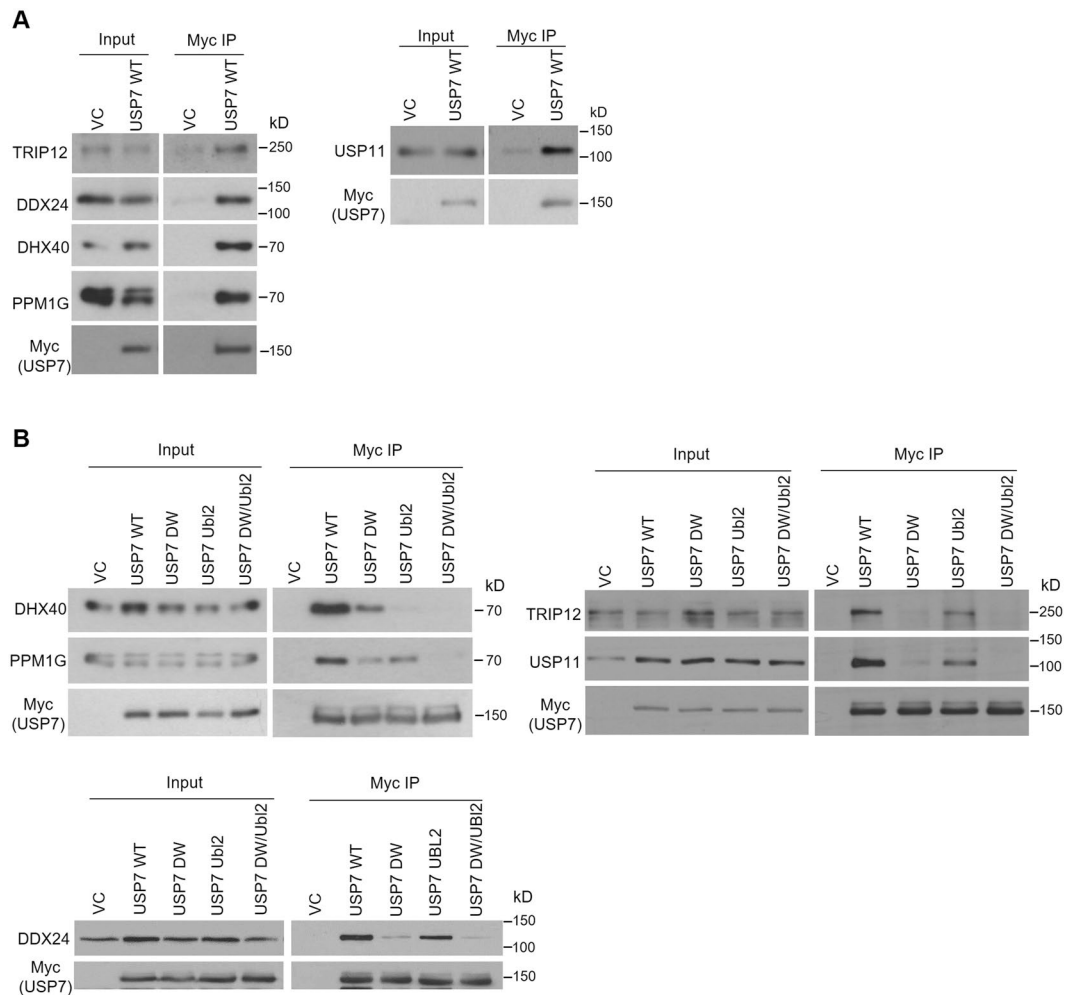 A
Input Myc IP
VC USP7 WT VC USP7 WT
kD
TRIP12 –250
DDX24 –150
–100
DHX40 –70
PPM1G –70
Myc
(USP7) –150
Input Myc IP
VC USP7 WT VC USP7 WT
kD
USP11 –150
–100
Myc
(USP7) –150
B
Input Myc IP
VC USP7 WT USP7 DW USP7 Ubl2 USP7 DW/Ubl2 VC USP7 WT USP7 DW USP7 Ubl2 USP7 DW/Ubl2
kD
DHX40 – 70
PPM1G – 70
Myc
(USP7) –150
Input Myc IP
VC USP7 WT USP7 DW USP7 Ubl2 USP7 DW/Ubl2 VC USP7 WT USP7 DW USP7 Ubl2 USP7 DW/Ubl2
kD
TRIP12 –250
USP11 –150
–100
Myc
(USP7) –150
Input Myc IP
VC USP7 WT USP7 DW USP7 Ubl2 USP7 DW/Ubl2 VC USP7 WT USP7 DW USP7 UBL2 USP7 DW/UBl2
kD
DDX24 –150
–100
Myc
(USP7) –150